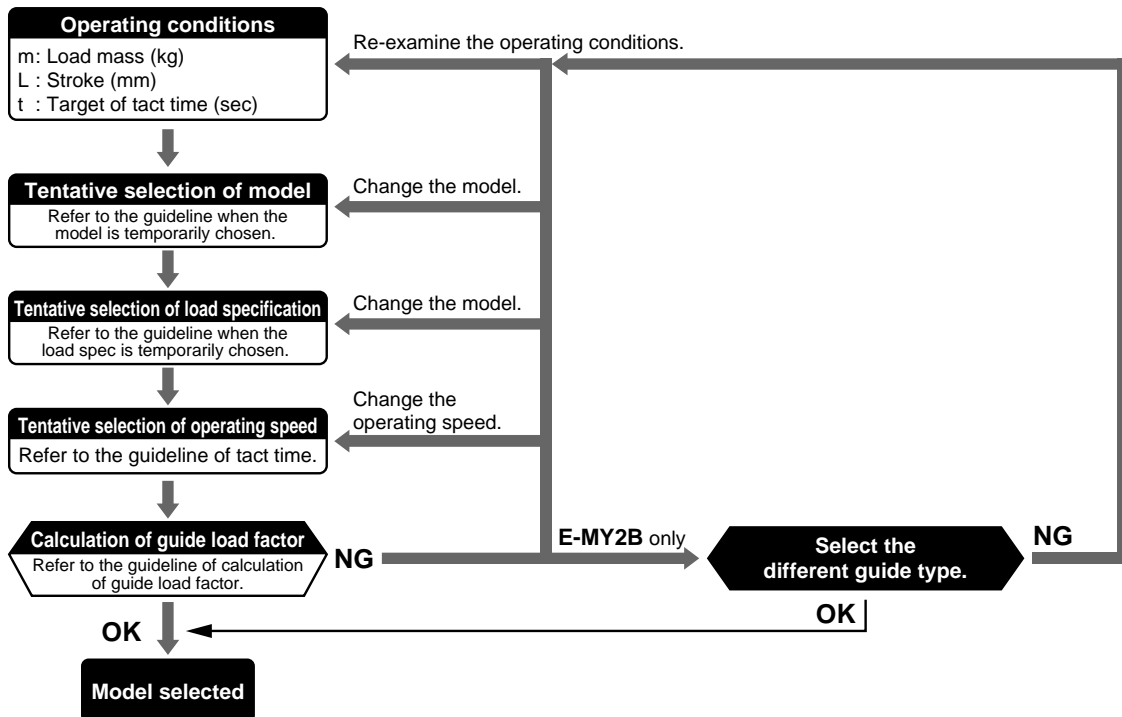 Operating conditions
m: Load mass (kg)
L : Stroke (mm)
t : Target of tact time (sec)
Re-examine the operating conditions.
Tentative selection of model
Refer to the guideline when the
model is temporarily chosen.
Change the model.
Tentative selection of load specification
Refer to the guideline when the
load spec is temporarily chosen.
Change the model.
Tentative selection of operating speed
Refer to the guideline of tact time.
Change the
operating speed.
Calculation of guide load factor
Refer to the guideline of calculation
of guide load factor.
NG
E-MY2B only
Select the
different guide type.
NG
OK
OK
Model selected